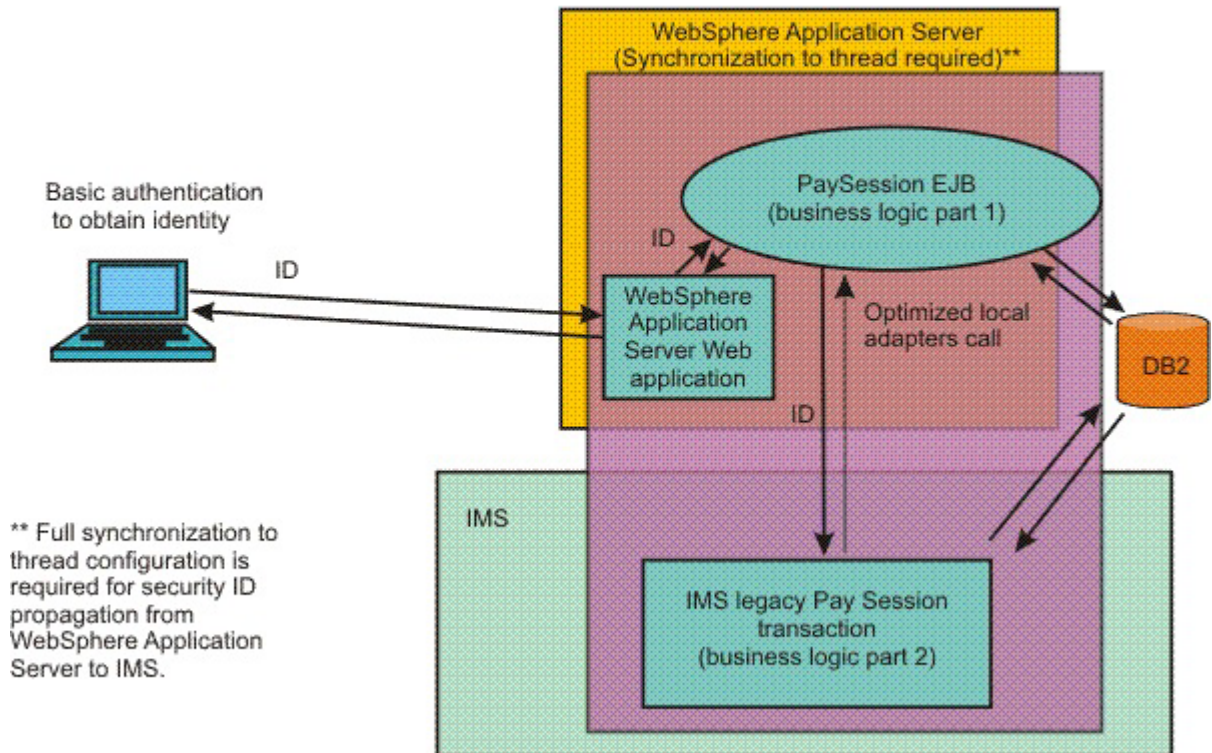 WebSphere Application Server
(Synchronization to thread required)**
Basic authentication
to obtain identity
ID
PaySession EJB
(business logic part 1)
ID
WebSphere
Application
Server Web
application
Optimized local
adapters call
DB2
ID
IMS
** Full synchronization to
thread configuration is
required for security ID
propagation from
WebSphere Application
Server to IMS.
IMS legacy Pay Session
transaction
(business logic part 2)